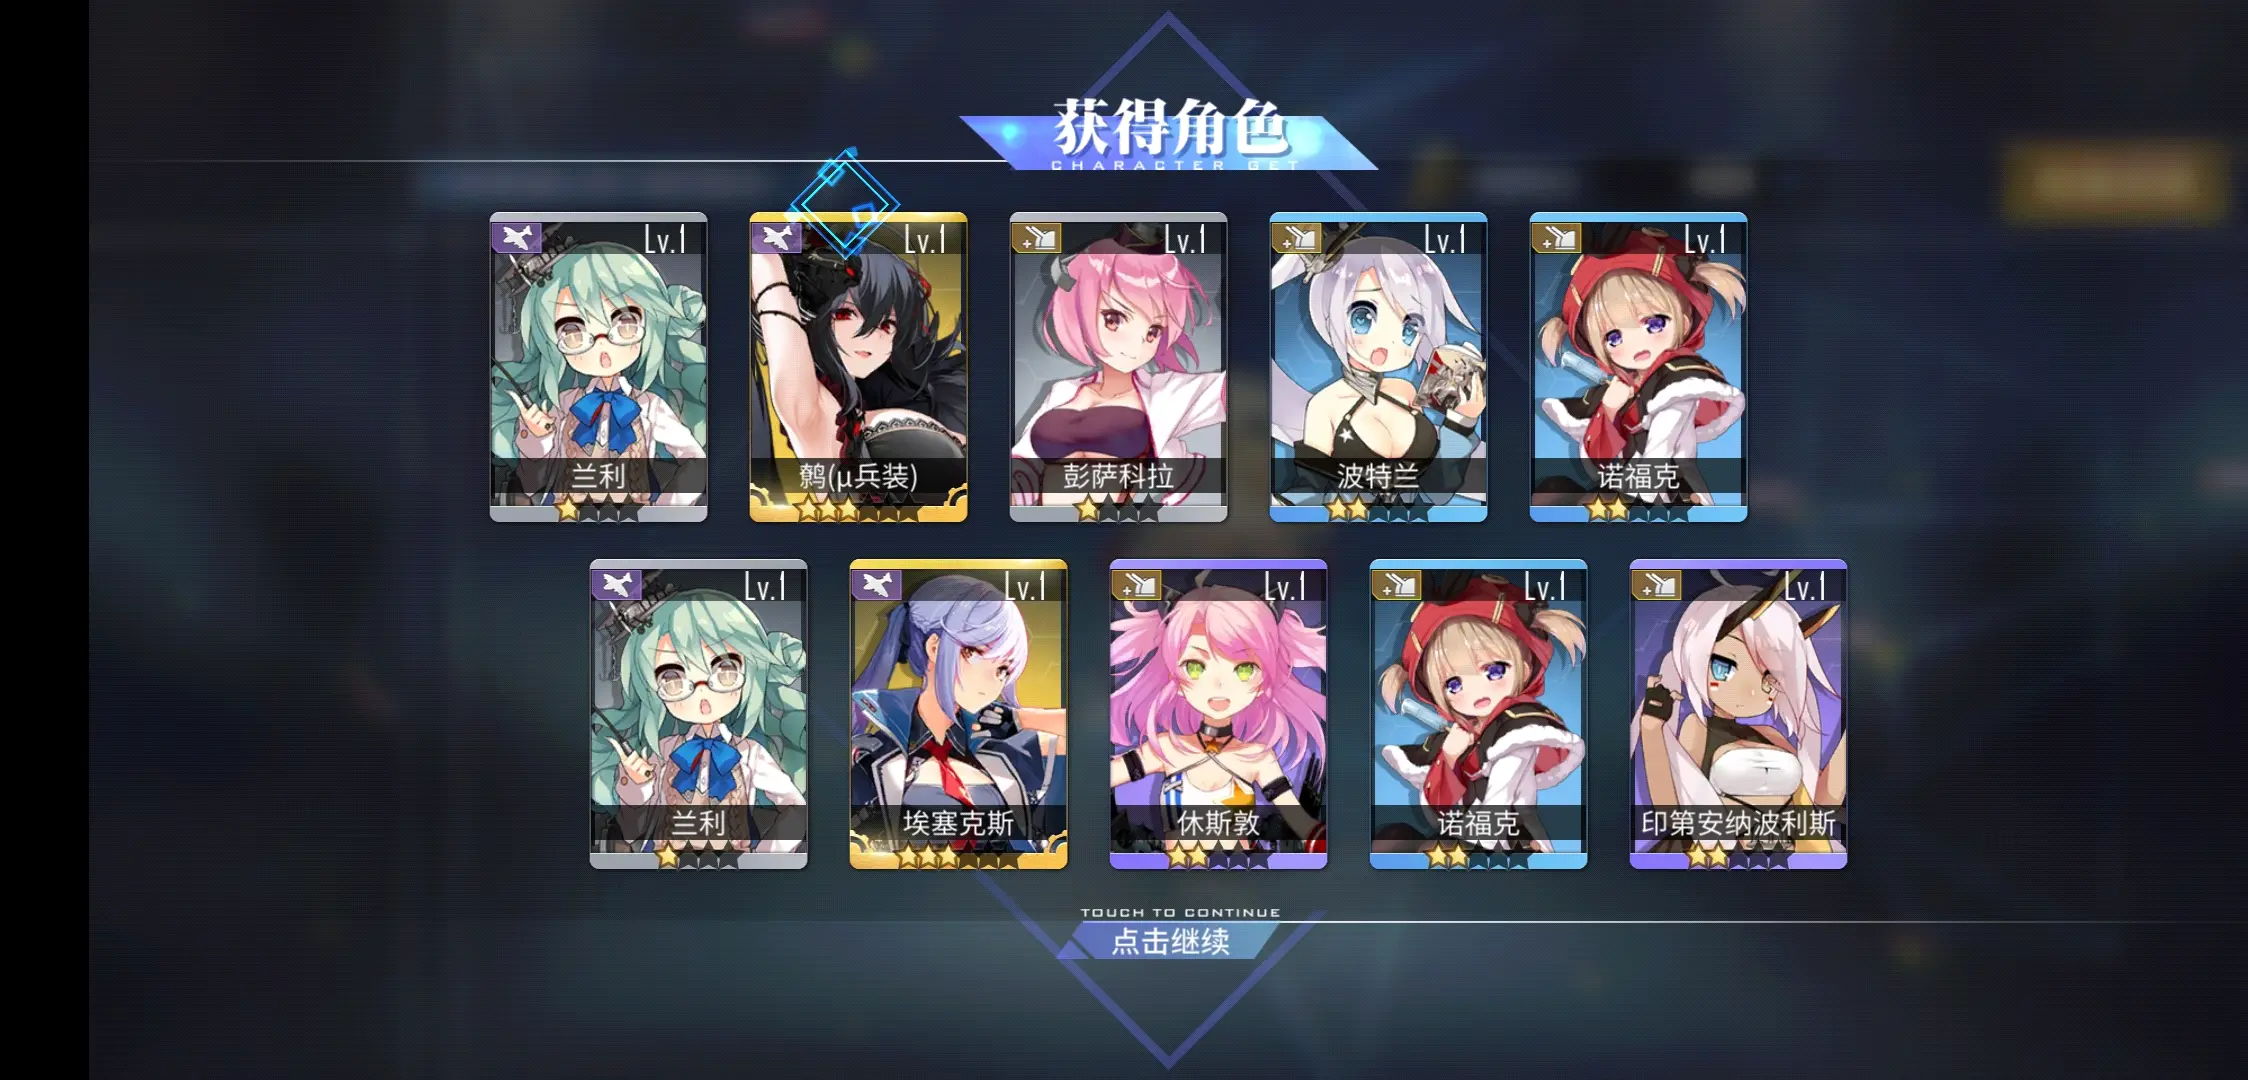 获得角色
CHARACTER GET
Lv.1
Lv.1
Lv.1
Lv.1
Lv.1
兰利
鹩(μ兵装)
彭萨科拉
波特兰
诺福克
Lv.1
Lv.1
Lv.1
Lv.1
Lv.1
兰利
埃塞克斯
休斯敦
诺福克
印第安纳波利斯
TOUCH TO CONTINUE
点击继续